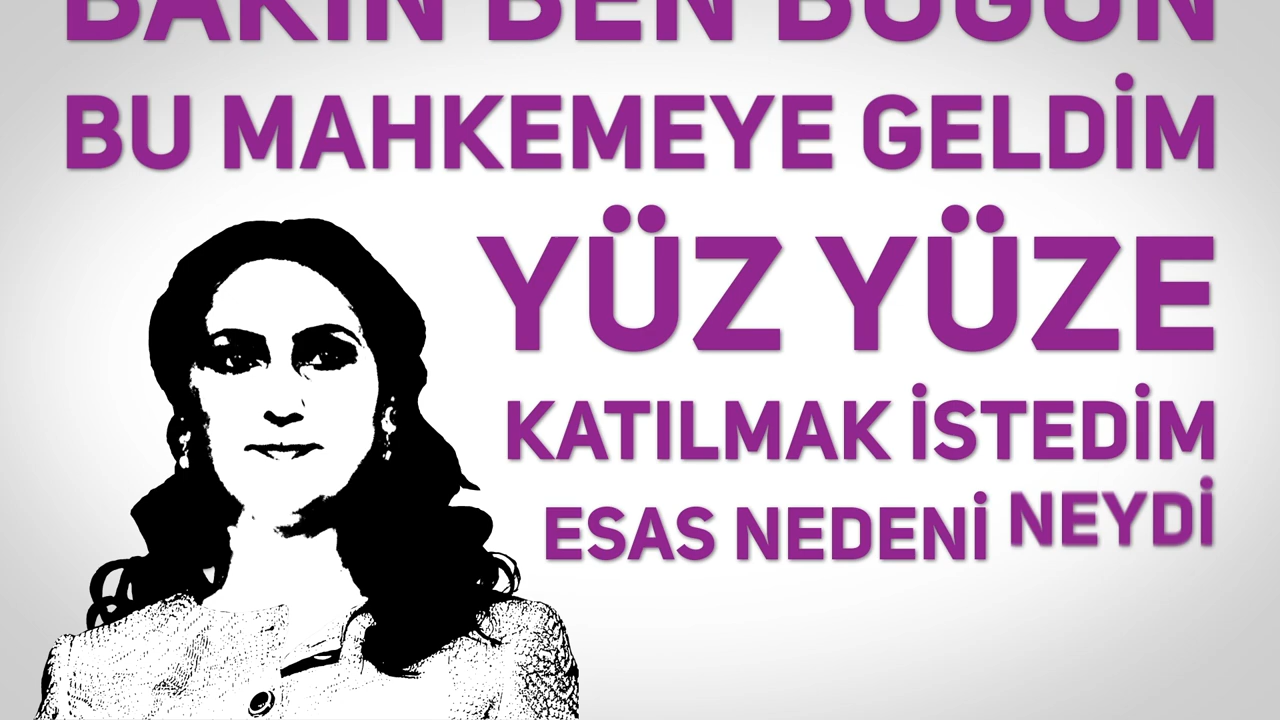 BAKIN BEN BUGÜN
BU MAHKEMEYE GELDİM
YÜZ YÜZE
KATILMAK İSTEDİM
ESAS NEDENİ NEYDİ